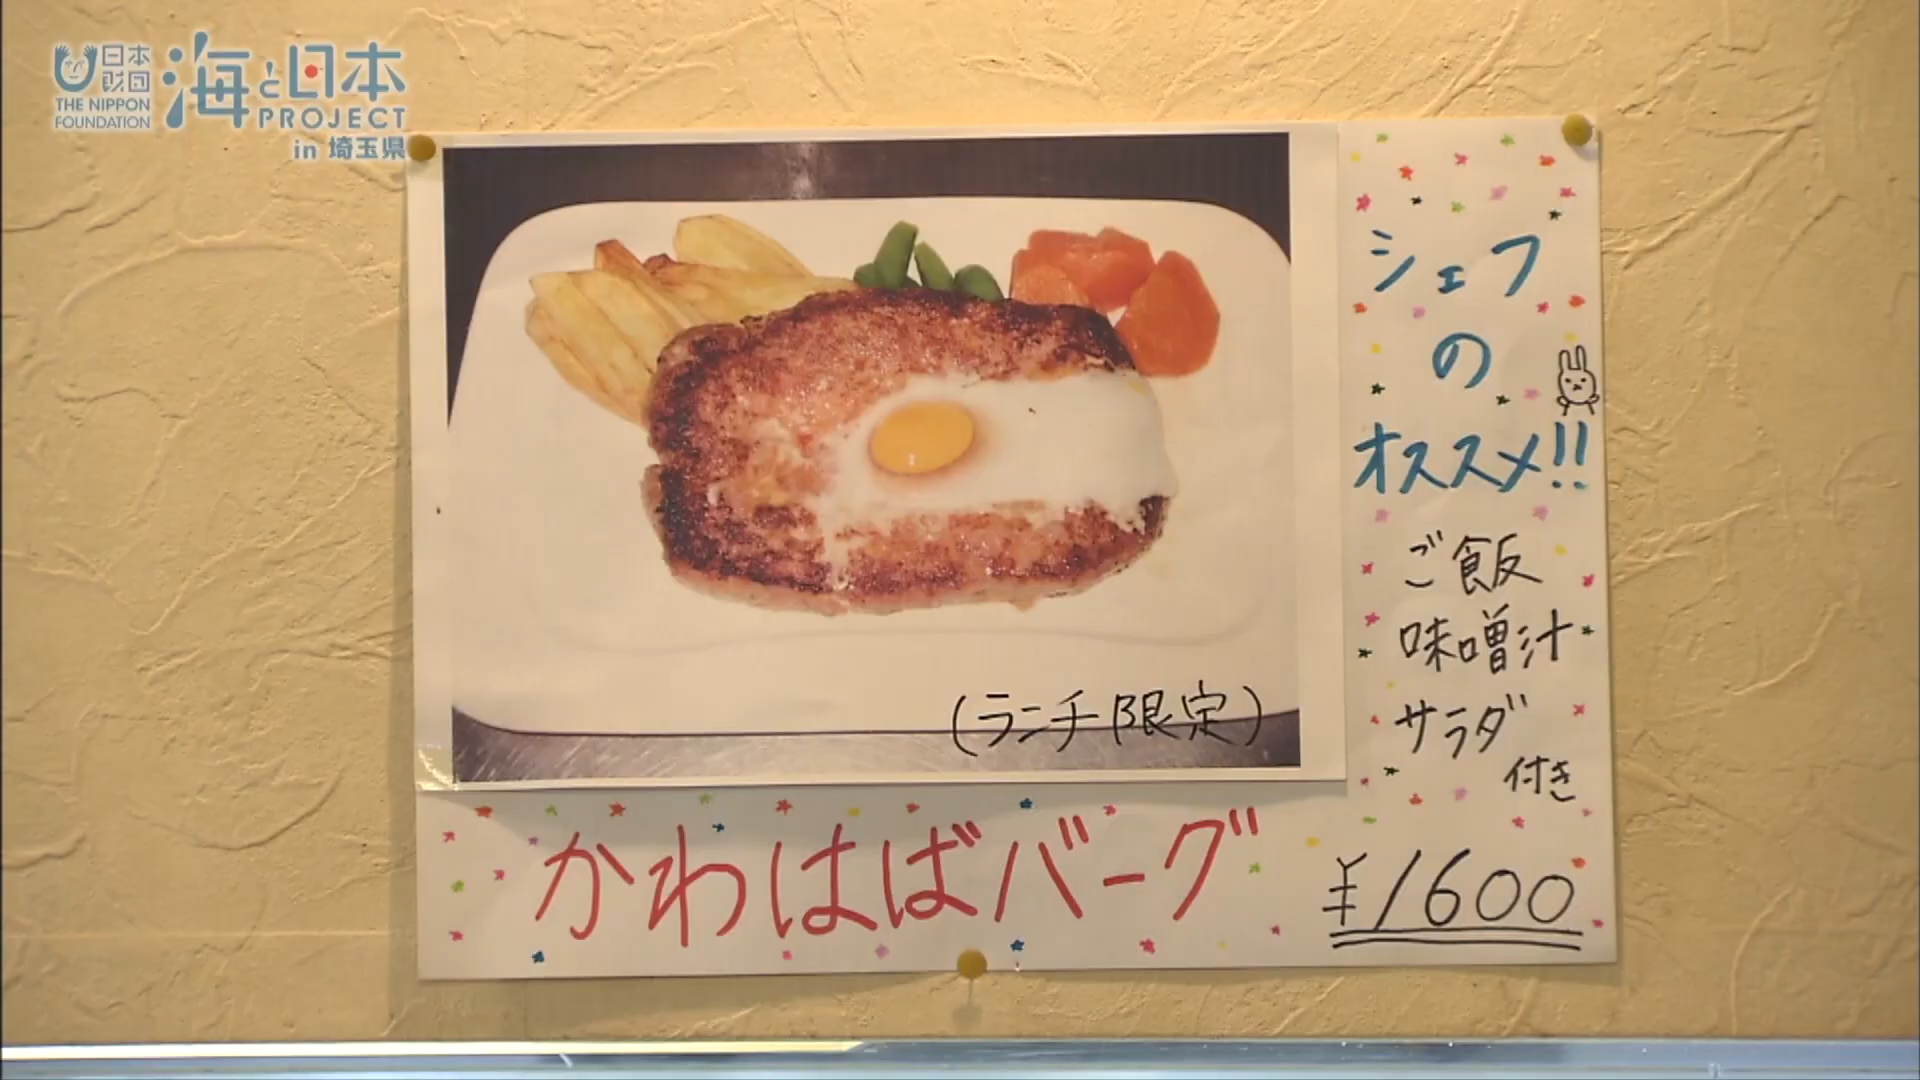 日本
財団
THE NIPPON
FOUNDATION
海と日本
PROJECT
in 埼玉県
シェフ
の
オススメ!!
ご飯
味噌汁
サラダ
付き
(ランチ限定)
かわはばバーグ
¥1600